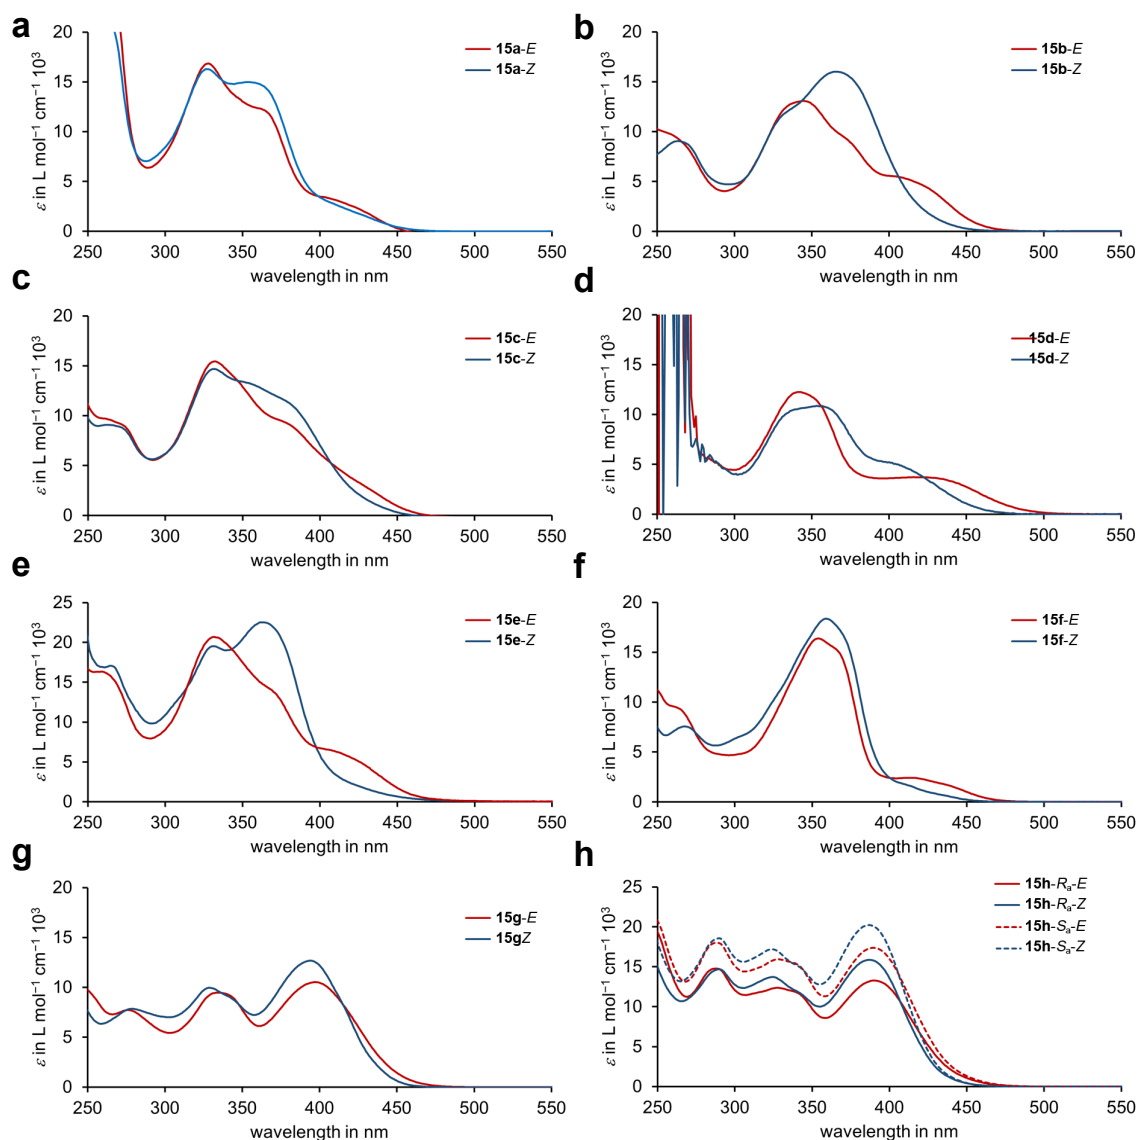 a
20
15
10
5
0
ε in L mol⁻¹ cm⁻¹ 10³
15a-E
15a-Z
250 300 350 400 450 500 550
wavelength in nm
b
20
15
10
5
0
ε in L mol⁻¹ cm⁻¹ 10³
15b-E
15b-Z
250 300 350 400 450 500 550
wavelength in nm
c
20
15
10
5
0
ε in L mol⁻¹ cm⁻¹ 10³
15c-E
15c-Z
250 300 350 400 450 500 550
wavelength in nm
d
20
15
10
5
0
ε in L mol⁻¹ cm⁻¹ 10³
15d-E
15d-Z
250 300 350 400 450 500 550
wavelength in nm
e
25
20
15
10
5
0
ε in L mol⁻¹ cm⁻¹ 10³
15e-E
15e-Z
250 300 350 400 450 500 550
wavelength in nm
f
20
15
10
5
0
ε in L mol⁻¹ cm⁻¹ 10³
15f-E
15f-Z
250 300 350 400 450 500 550
wavelength in nm
g
20
15
10
5
0
ε in L mol⁻¹ cm⁻¹ 10³
15g-E
15gZ
250 300 350 400 450 500 550
wavelength in nm
h
25
20
15
10
5
0
ε in L mol⁻¹ cm⁻¹ 10³
15h-Rₐ-E
15h-Rₐ-Z
15h-Sₐ-E
15h-Sₐ-Z
250 300 350 400 450 500 550
wavelength in nm